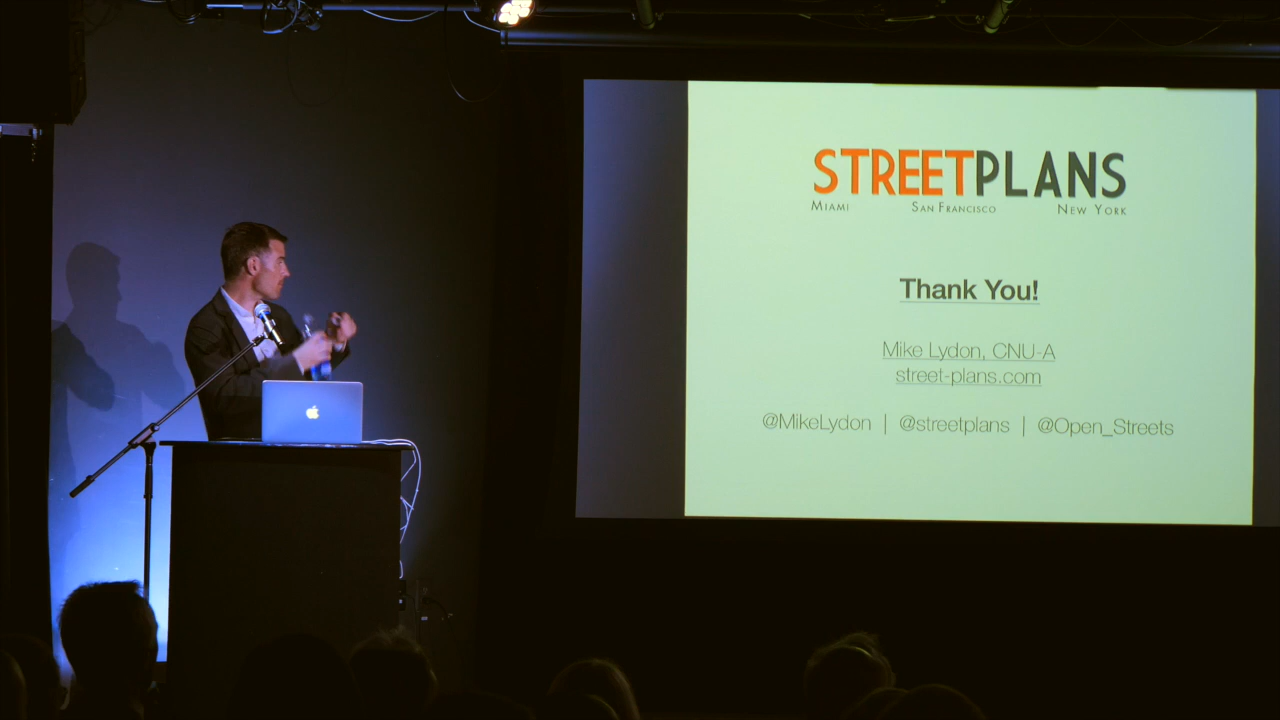 STREETPLANS
Miami San Francisco New York
Thank You!
Mike Lydon, CNU-A
street-plans.com
@MikeLydon | @streetplans | @Open_Streets